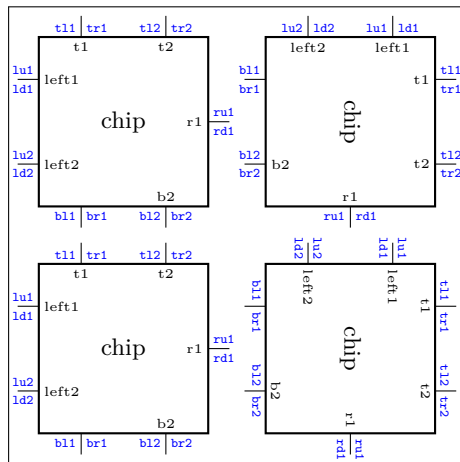 tl1 tr1 tl2 tr2
t1 t2
lu1
ld1
left1
chip
r1
ru1
rd1
lu2
ld2
left2
b2
bl1 br1 bl2 br2
lu2 ld2 lu1 ld1
left2 left1
bl1
br1
t1
tl1
tr1
chip
bl2
br2
b2
t2
tl2
tr2
r1
ru1 rd1
tl1 tr1 tl2 tr2
t1 t2
lu1
ld1
left1
chip
r1
ru1
rd1
lu2
ld2
left2
b2
bl1 br1 bl2 br2
ld2 lu2 ld1 lu1
left2 left1
bl1
br1
t1
tl1
tr1
chip
bl2
br2
b2
t2
tl2
tr2
r1
rd1 ru1